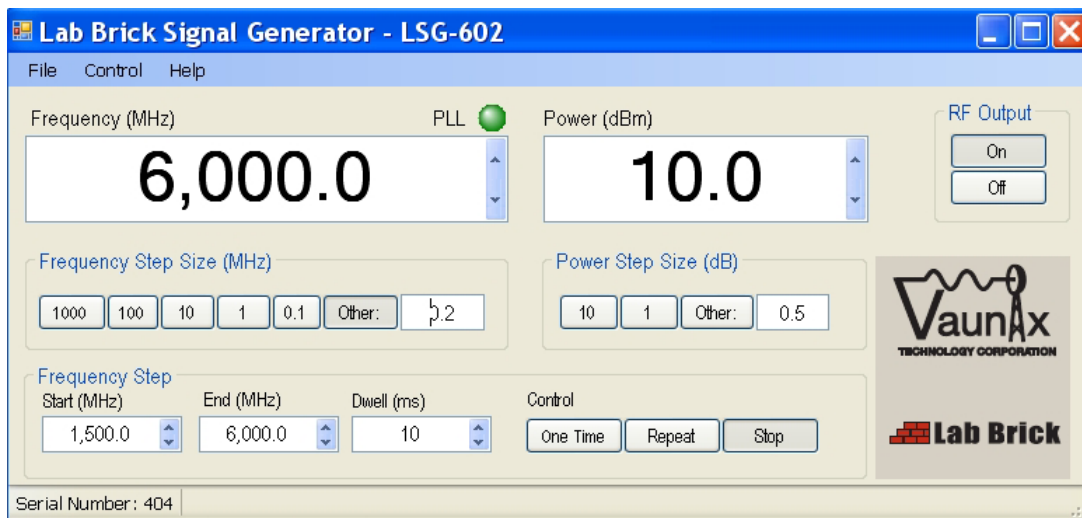 Lab Brick Signal Generator - LSG-602
File Control Help
Frequency (MHz) PLL Power (dBm) RF Output
6,000.0 10.0 On
Off
Frequency Step Size (MHz) Power Step Size (dB)
1000 100 10 1 0.1 Other: 0.2 10 1 Other: 0.5
Vaunix
TECHNOLOGY CORPORATION
Frequency Step
Start (MHz) End (MHz) Dwell (ms) Control
1,500.0 6,000.0 10 One Time Repeat Stop
Lab Brick
Serial Number: 404